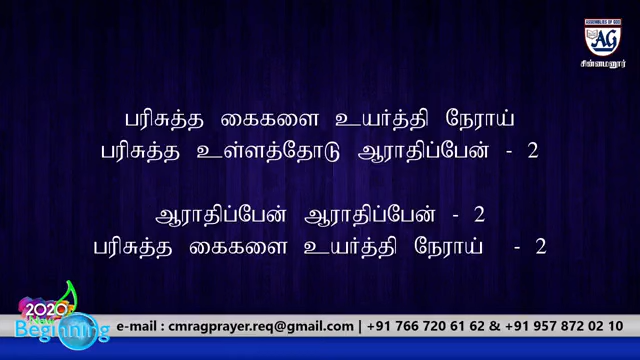 ASSEMBLIES OF GOD
AG
சின்னமனூர்
பரிசுத்த கைகளை உயர்த்தி நேராய்
பரிசுத்த உள்ளத்தோடு ஆராதிப்பேன் - 2
ஆராதிப்பேன் ஆராதிப்பேன் - 2
பரிசுத்த கைகளை உயர்த்தி நேராய் - 2
2020
New
Beginning
e-mail : cmragprayer.req@gmail.com | +91 766 720 61 62 & +91 957 872 02 10